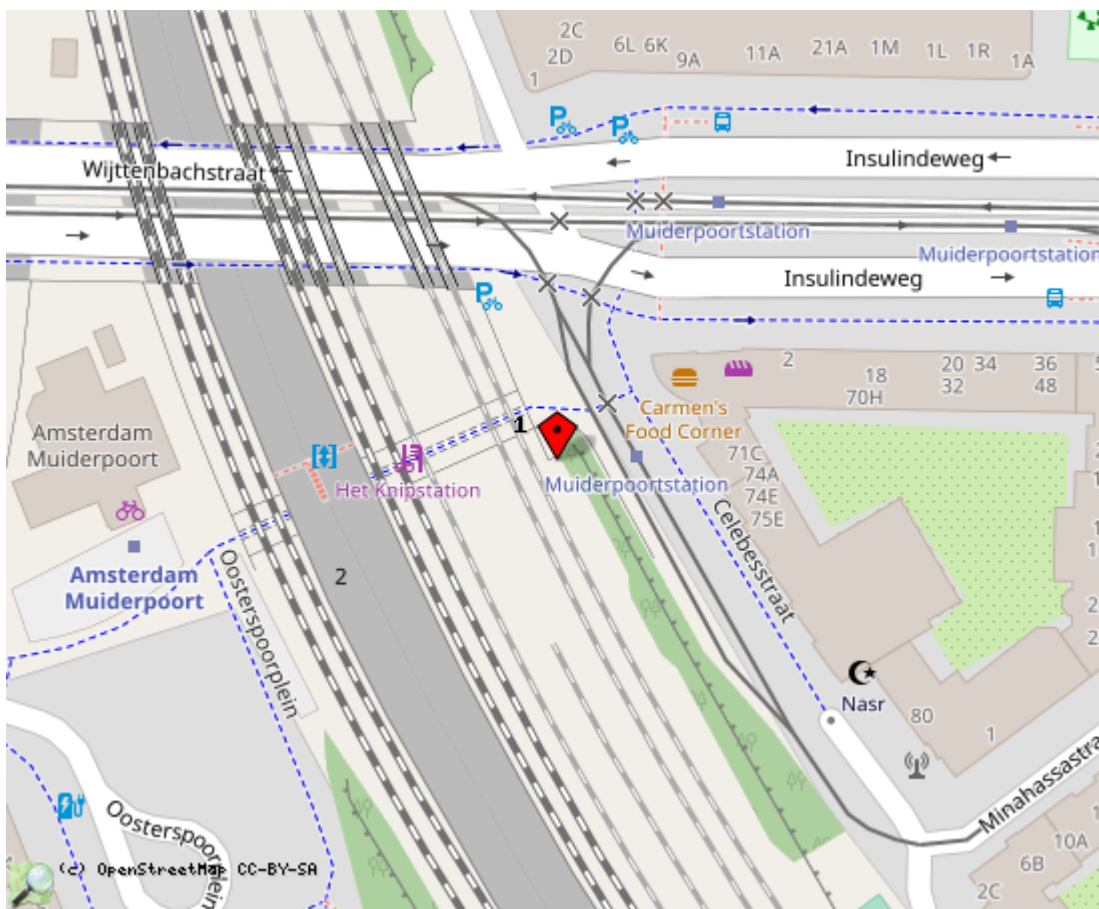 2C
2D
1
6L 6K
9A
11A
21A
1M
1L
1R
1A
Wijttenbachstraat
Insulindeweg
Muiderpoortstation
Muiderpoortstation
Insulindeweg
2
18
70H
20 34
32
36
48
Carmen's
Food Corner
Amsterdam
Muiderpoort
1
Het Knipstation
Muiderpoortstation
71C
74A
74E
75E
Celebesstraat
Amsterdam
Muiderpoort
2
Oosterspoorplein
Nasr
80
1
Minahassastra
Oosterspoorplein
10A
6B
2C
(c) OpenStreetMap CC-BY-SA